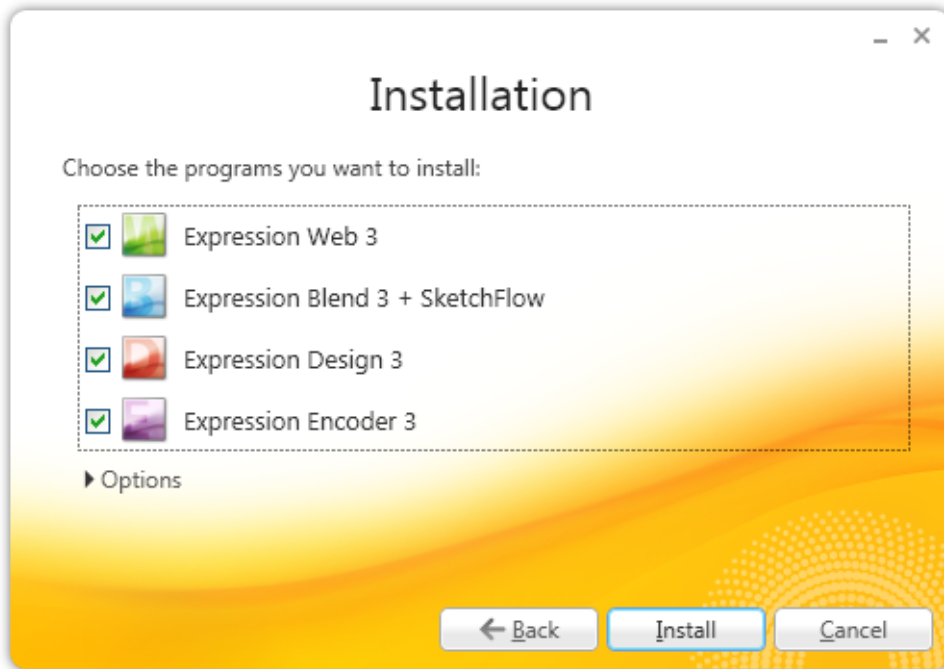 Installation
Choose the programs you want to install:
Expression Web 3
Expression Blend 3 + SketchFlow
Expression Design 3
Expression Encoder 3
Options
Back Install Cancel